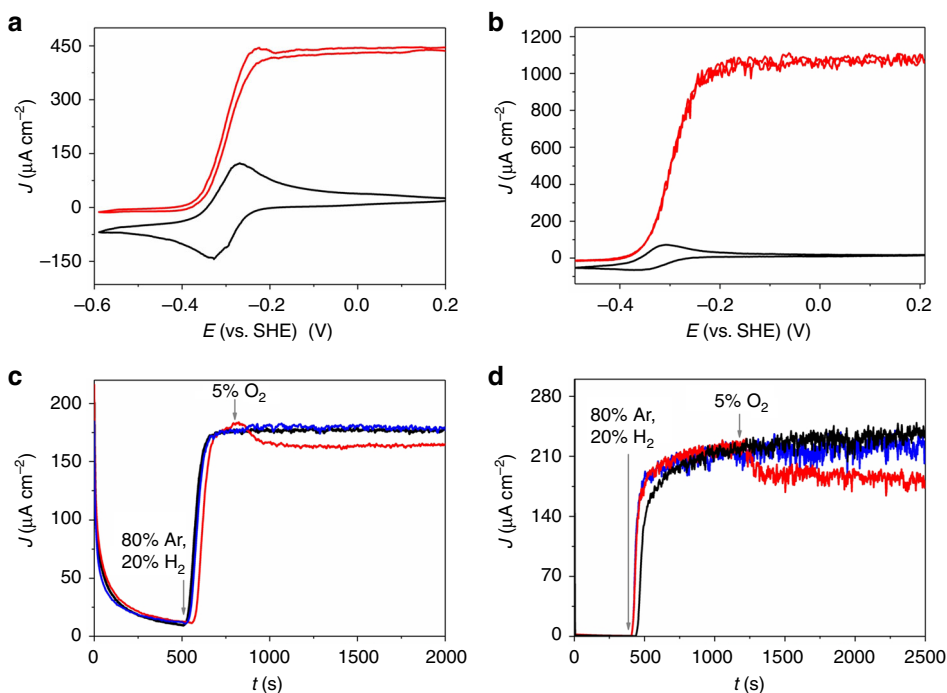 a
450
300
150
0
−150
J (μA cm−2)
−0.6 −0.4 −0.2 0.0 0.2
E (vs. SHE) (V)
b
1200
1000
800
600
400
200
0
J (μA cm−2)
−0.4 −0.2 0.0 0.2
E (vs. SHE) (V)
c
200
150
100
50
0
J (μA cm−2)
5% O2
80% Ar,
20% H2
0 500 1000 1500 2000
t (s)
d
280
210
140
70
0
J (μA cm−2)
80% Ar,
20% H2
5% O2
0 500 1000 1500 2000 2500
t (s)